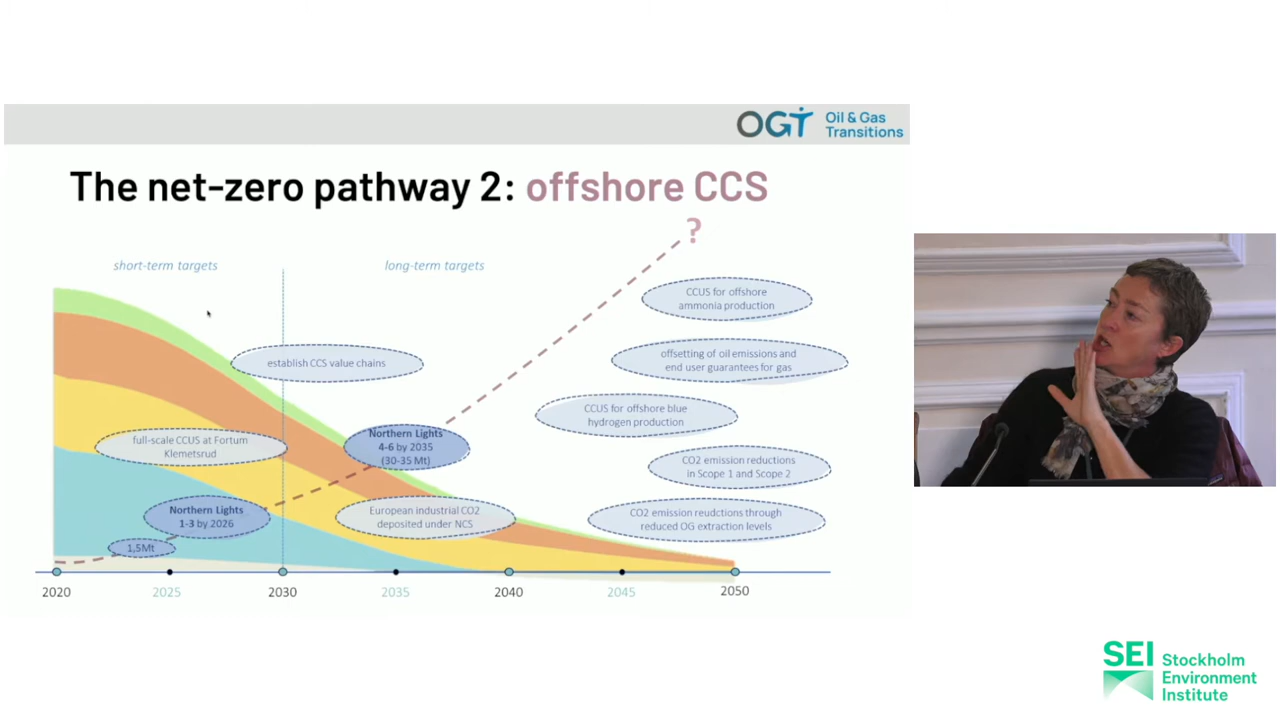 OGT Oil & Gas
Transitions
The net-zero pathway 2: offshore CCS
?
short-term targets
long-term targets
CCUS for offshore
ammonia production
establish CCS value chains
offsetting of oil emissions and
end user guarantees for gas
CCUS for offshore blue
hydrogen production
full-scale CCUS at Fortum
Klemetsrud
Northern Lights
4-6 by 2035
(30-35 Mt)
CO2 emission reductions
in Scope 1 and Scope 2
Northern Lights
1-3 by 2026
European industrial CO2
deposited under NCS
CO2 emission reudctions through
reduced OG extraction levels
1,5Mt
2020
2025
2030
2035
2040
2045
2050
SEI Stockholm
Environment
Institute